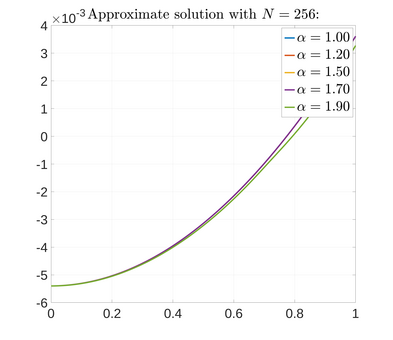 ×10⁻³ Approximate solution with N = 256:
4
3
2
1
0
-1
-2
-3
-4
-5
-6
α = 1.00
α = 1.20
α = 1.50
α = 1.70
α = 1.90
0 0.2 0.4 0.6 0.8 1